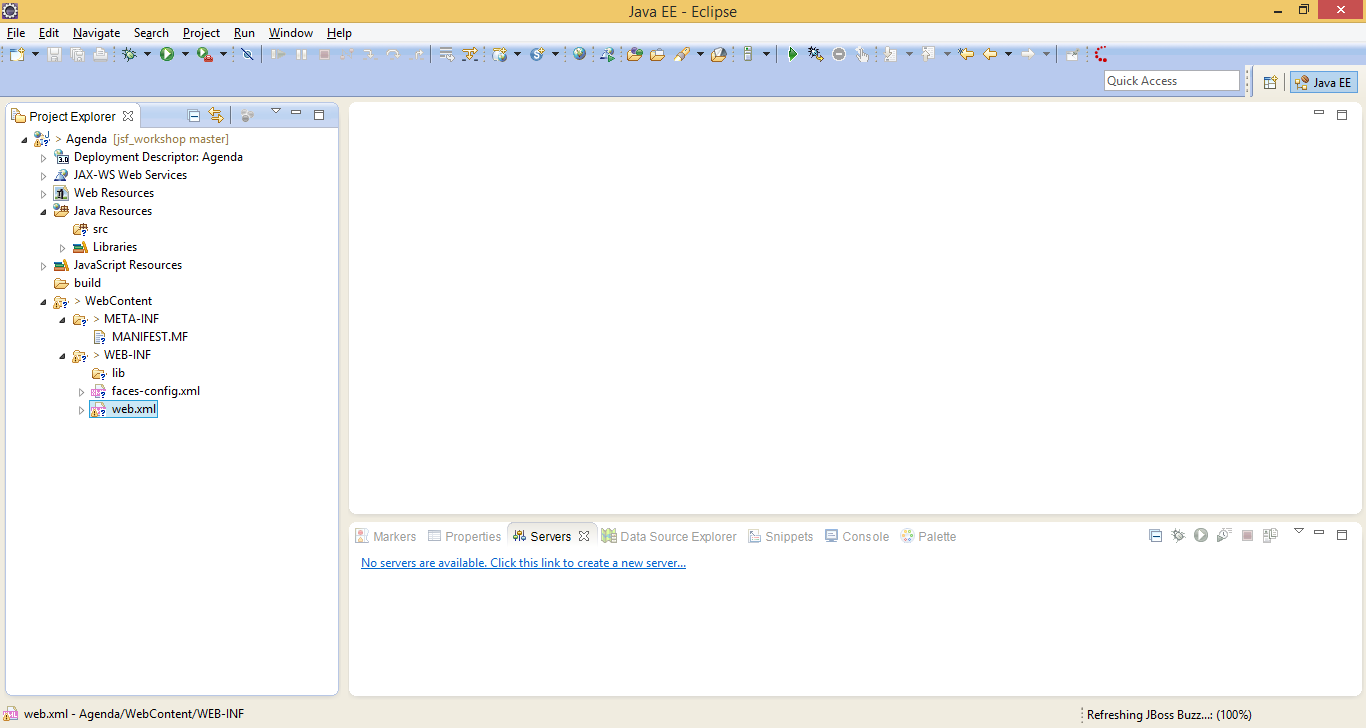 Java EE - Eclipse
File Edit Navigate Search Project Run Window Help
Quick Access
Java EE
Project Explorer
> Agenda [jsf_workshop master]
3.0 Deployment Descriptor: Agenda
JAX-WS Web Services
Web Resources
Java Resources
src
Libraries
JavaScript Resources
build
> WebContent
> META-INF
MANIFEST.MF
> WEB-INF
lib
faces-config.xml
web.xml
Markers Properties Servers Data Source Explorer Snippets Console Palette
No servers are available. Click this link to create a new server...
web.xml - Agenda/WebContent/WEB-INF
Refreshing JBoss Buzz...: (100%)